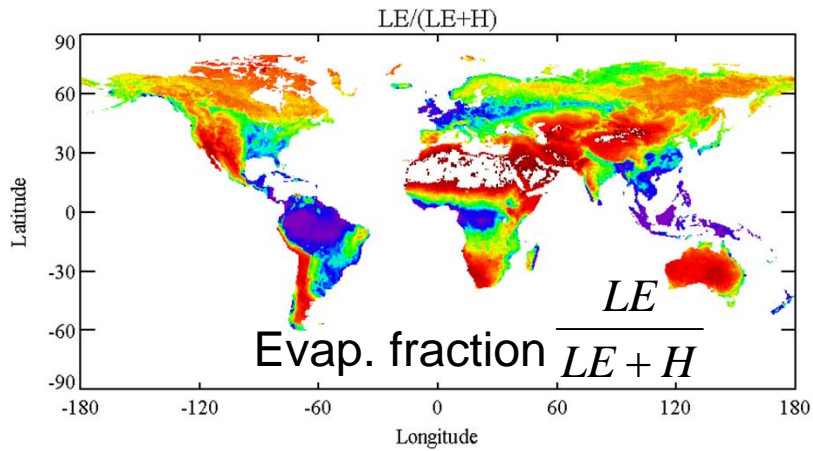 LE/(LE+H)
90
60
30
0
-30
-60
-90
Latitude
Evap. fraction LE / LE + H
-180 -120 -60 0 60 120 180
Longitude